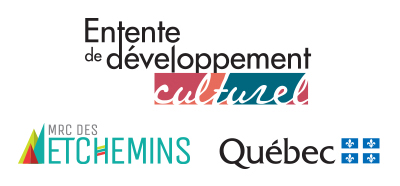 Entente
de développement
culturel
MRC DES
ETCHEMINS
Québec